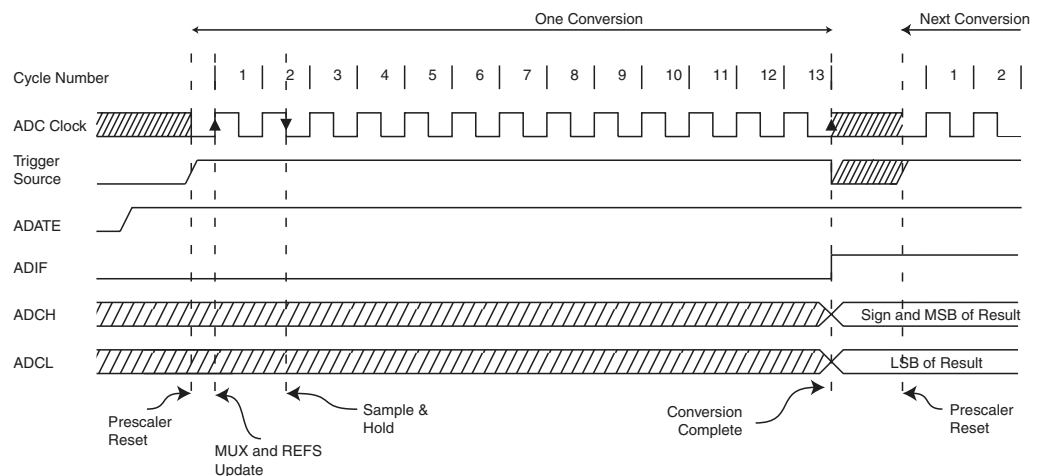 One Conversion
Next Conversion
Cycle Number
1 2 3 4 5 6 7 8 9 10 11 12 13 1 2
ADC Clock
Trigger
Source
ADATE
ADIF
ADCH
Sign and MSB of Result
ADCL
LSB of Result
Prescaler
Reset
MUX and REFS
Update
Sample &
Hold
Conversion
Complete
Prescaler
Reset